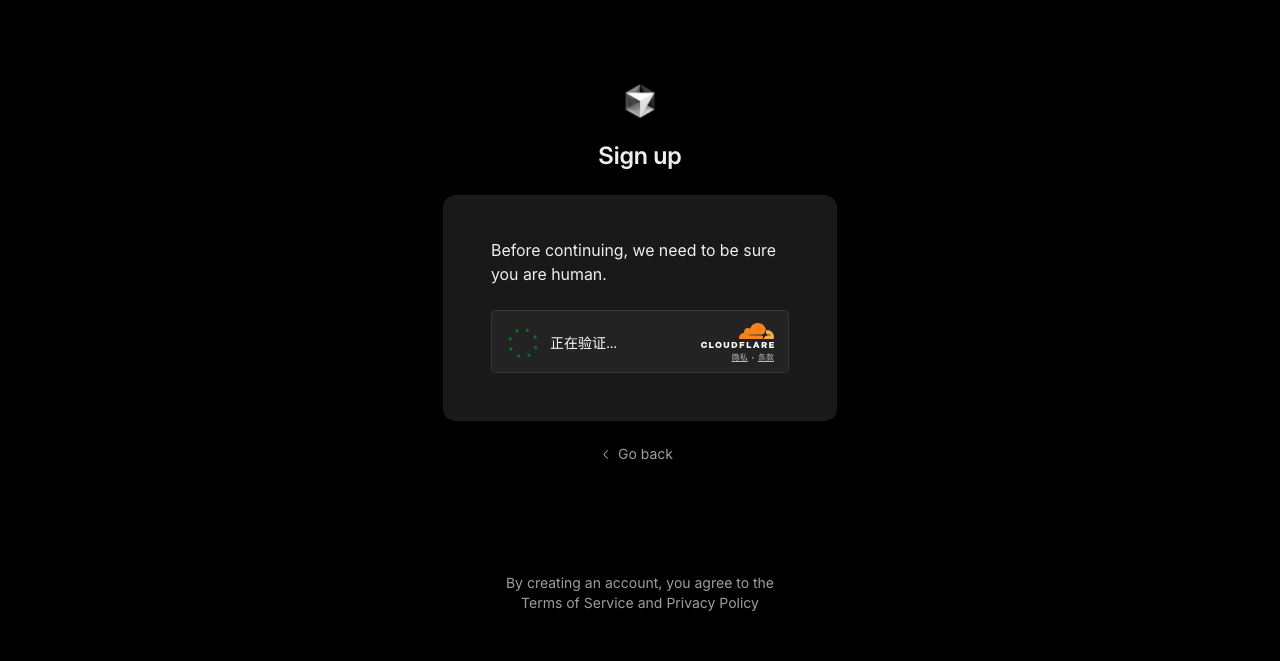 Sign up
Before continuing, we need to be sure
you are human.
正在验证...
CLOUDFLARE
隐私 • 条款
Go back
By creating an account, you agree to the
Terms of Service and Privacy Policy